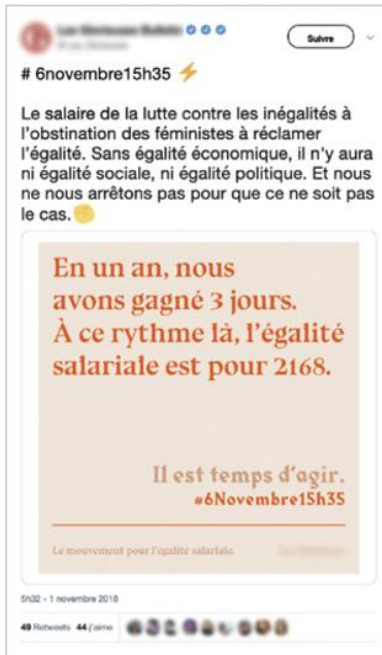 Suivre
# 6novembre15h35 ⚡
Le salaire de la lutte contre les inégalités à
l'obstination des féministes à réclamer
l'égalité. Sans égalité économique, il n'y aura
ni égalité sociale, ni égalité politique. Et nous
ne nous arrêtons pas pour que ce ne soit pas
le cas.✊
En un an, nous
avons gagné 3 jours.
À ce rythme là, l'égalité
salariale est pour 2168.
Il est temps d'agir.
#6Novembre15h35
Le mouvement pour l'égalité salariale.
5h32 - 1 novembre 2018
49 Retweets 44 j'aime